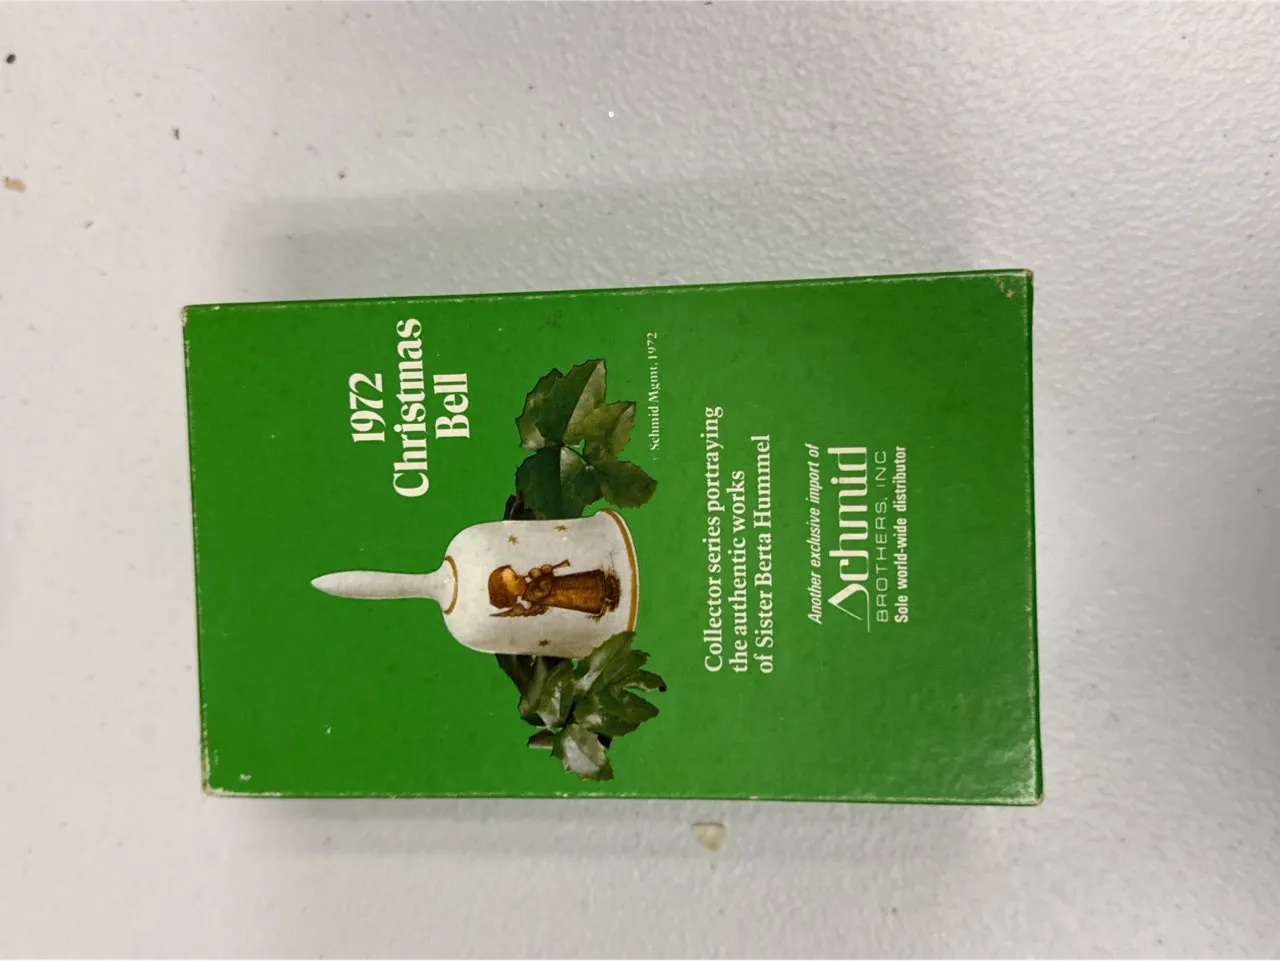 1972
Christmas
Bell
Schmid Mgmt, 1972
Collector series portraying
the authentic works
of Sister Berta Hummel
Another exclusive import of
Schmid
BROTHERS, INC
Sole world-wide distributor